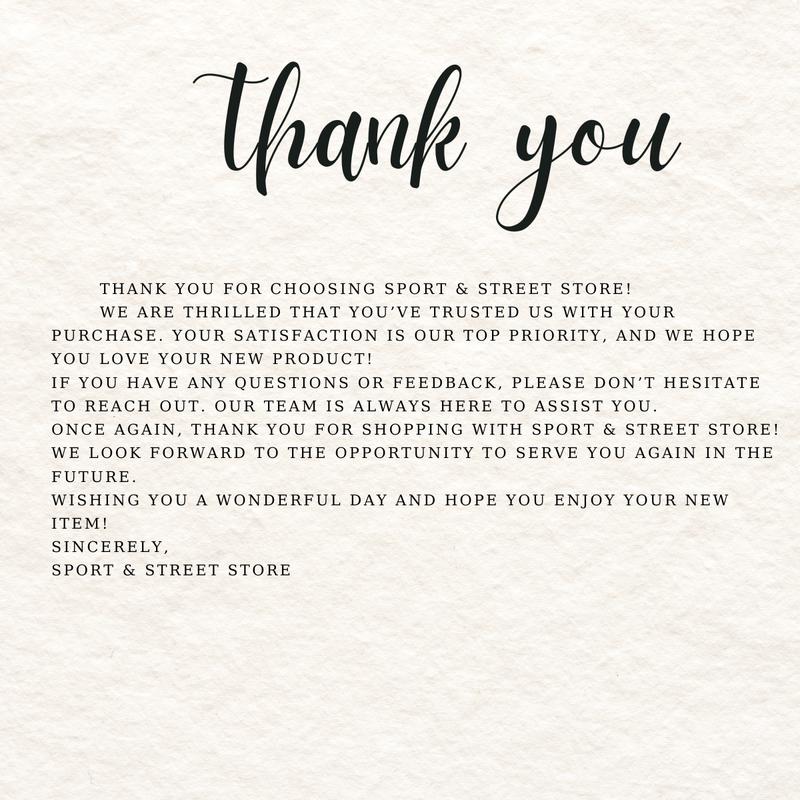 thank you
THANK YOU FOR CHOOSING SPORT & STREET STORE!
WE ARE THRILLED THAT YOU’VE TRUSTED US WITH YOUR
PURCHASE. YOUR SATISFACTION IS OUR TOP PRIORITY, AND WE HOPE
YOU LOVE YOUR NEW PRODUCT!
IF YOU HAVE ANY QUESTIONS OR FEEDBACK, PLEASE DON’T HESITATE
TO REACH OUT. OUR TEAM IS ALWAYS HERE TO ASSIST YOU.
ONCE AGAIN, THANK YOU FOR SHOPPING WITH SPORT & STREET STORE!
WE LOOK FORWARD TO THE OPPORTUNITY TO SERVE YOU AGAIN IN THE
FUTURE.
WISHING YOU A WONDERFUL DAY AND HOPE YOU ENJOY YOUR NEW
ITEM!
SINCERELY,
SPORT & STREET STORE